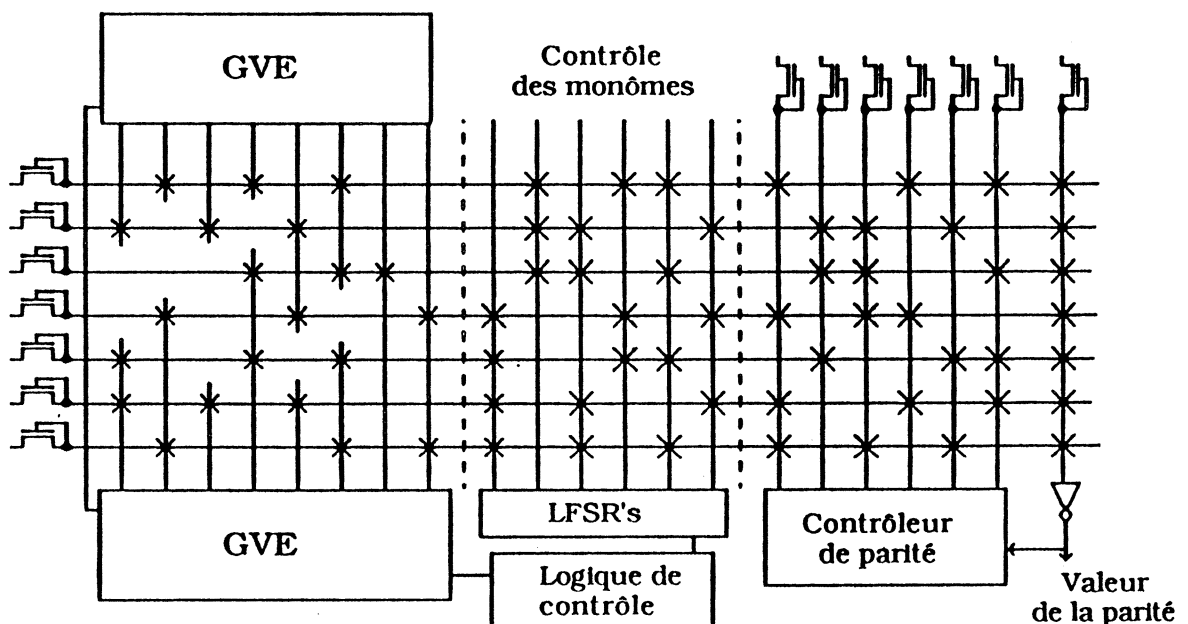 GVE
Contrôle
des monômes
GVE
LFSR's
Logique de
contrôle
Contrôleur
de parité
Valeur
de la parité